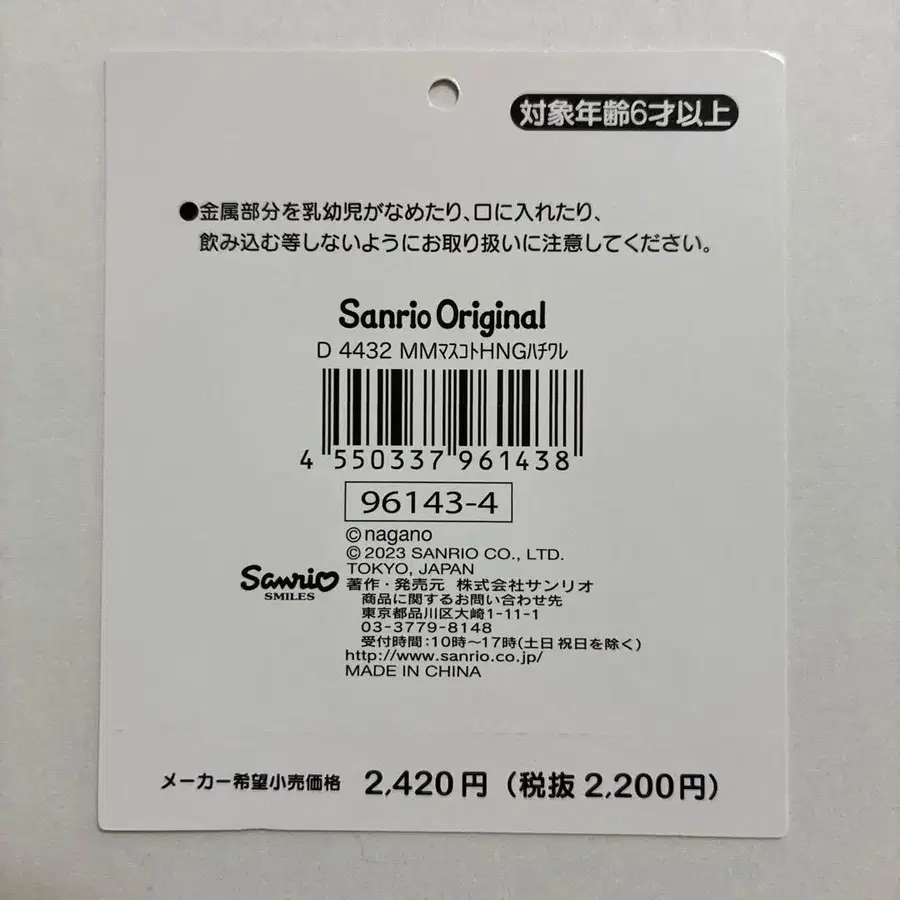 対象年齢6才以上
●金属部分を乳幼児がなめたり、口に入れたり、
飲み込む等しないようにお取り扱いに注意してください。
Sanrio Original
D 4432 MMﾏｽｺﾄHNGﾊﾁﾜﾚ
4 550337 961438
96143-4
©nagano
© 2023 SANRIO CO., LTD.
TOKYO, JAPAN
Sanrio
SMILES
著作・発売元 株式会社サンリオ
商品に関するお問い合わせ先
東京都品川区大崎1-11-1
03-3779-8148
受付時間:10時〜17時(土日祝日を除く)
http://www.sanrio.co.jp/
MADE IN CHINA
メーカー希望小売価格 2,420円 (税抜 2,200円)